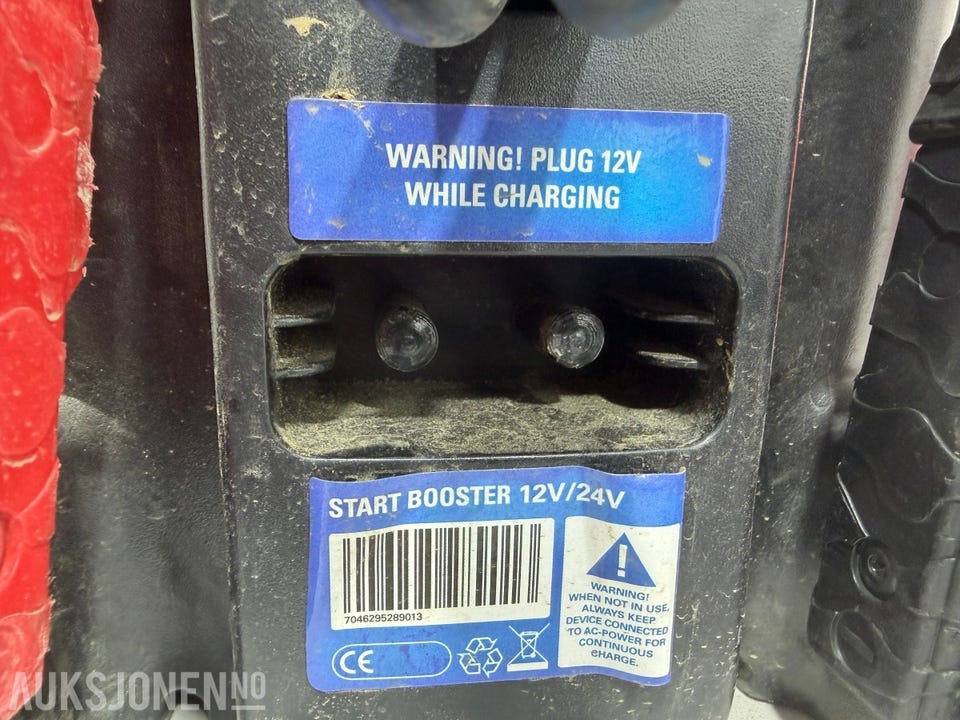 WARNING! PLUG 12V
WHILE CHARGING
START BOOSTER 12V/24V
7046295289013
CE
WARNING!
WHEN NOT IN USE,
ALWAYS KEEP
DEVICE CONNECTED
TO AC-POWER FOR
CONTINUOUS
CHARGE.
AUKSJONEN NO